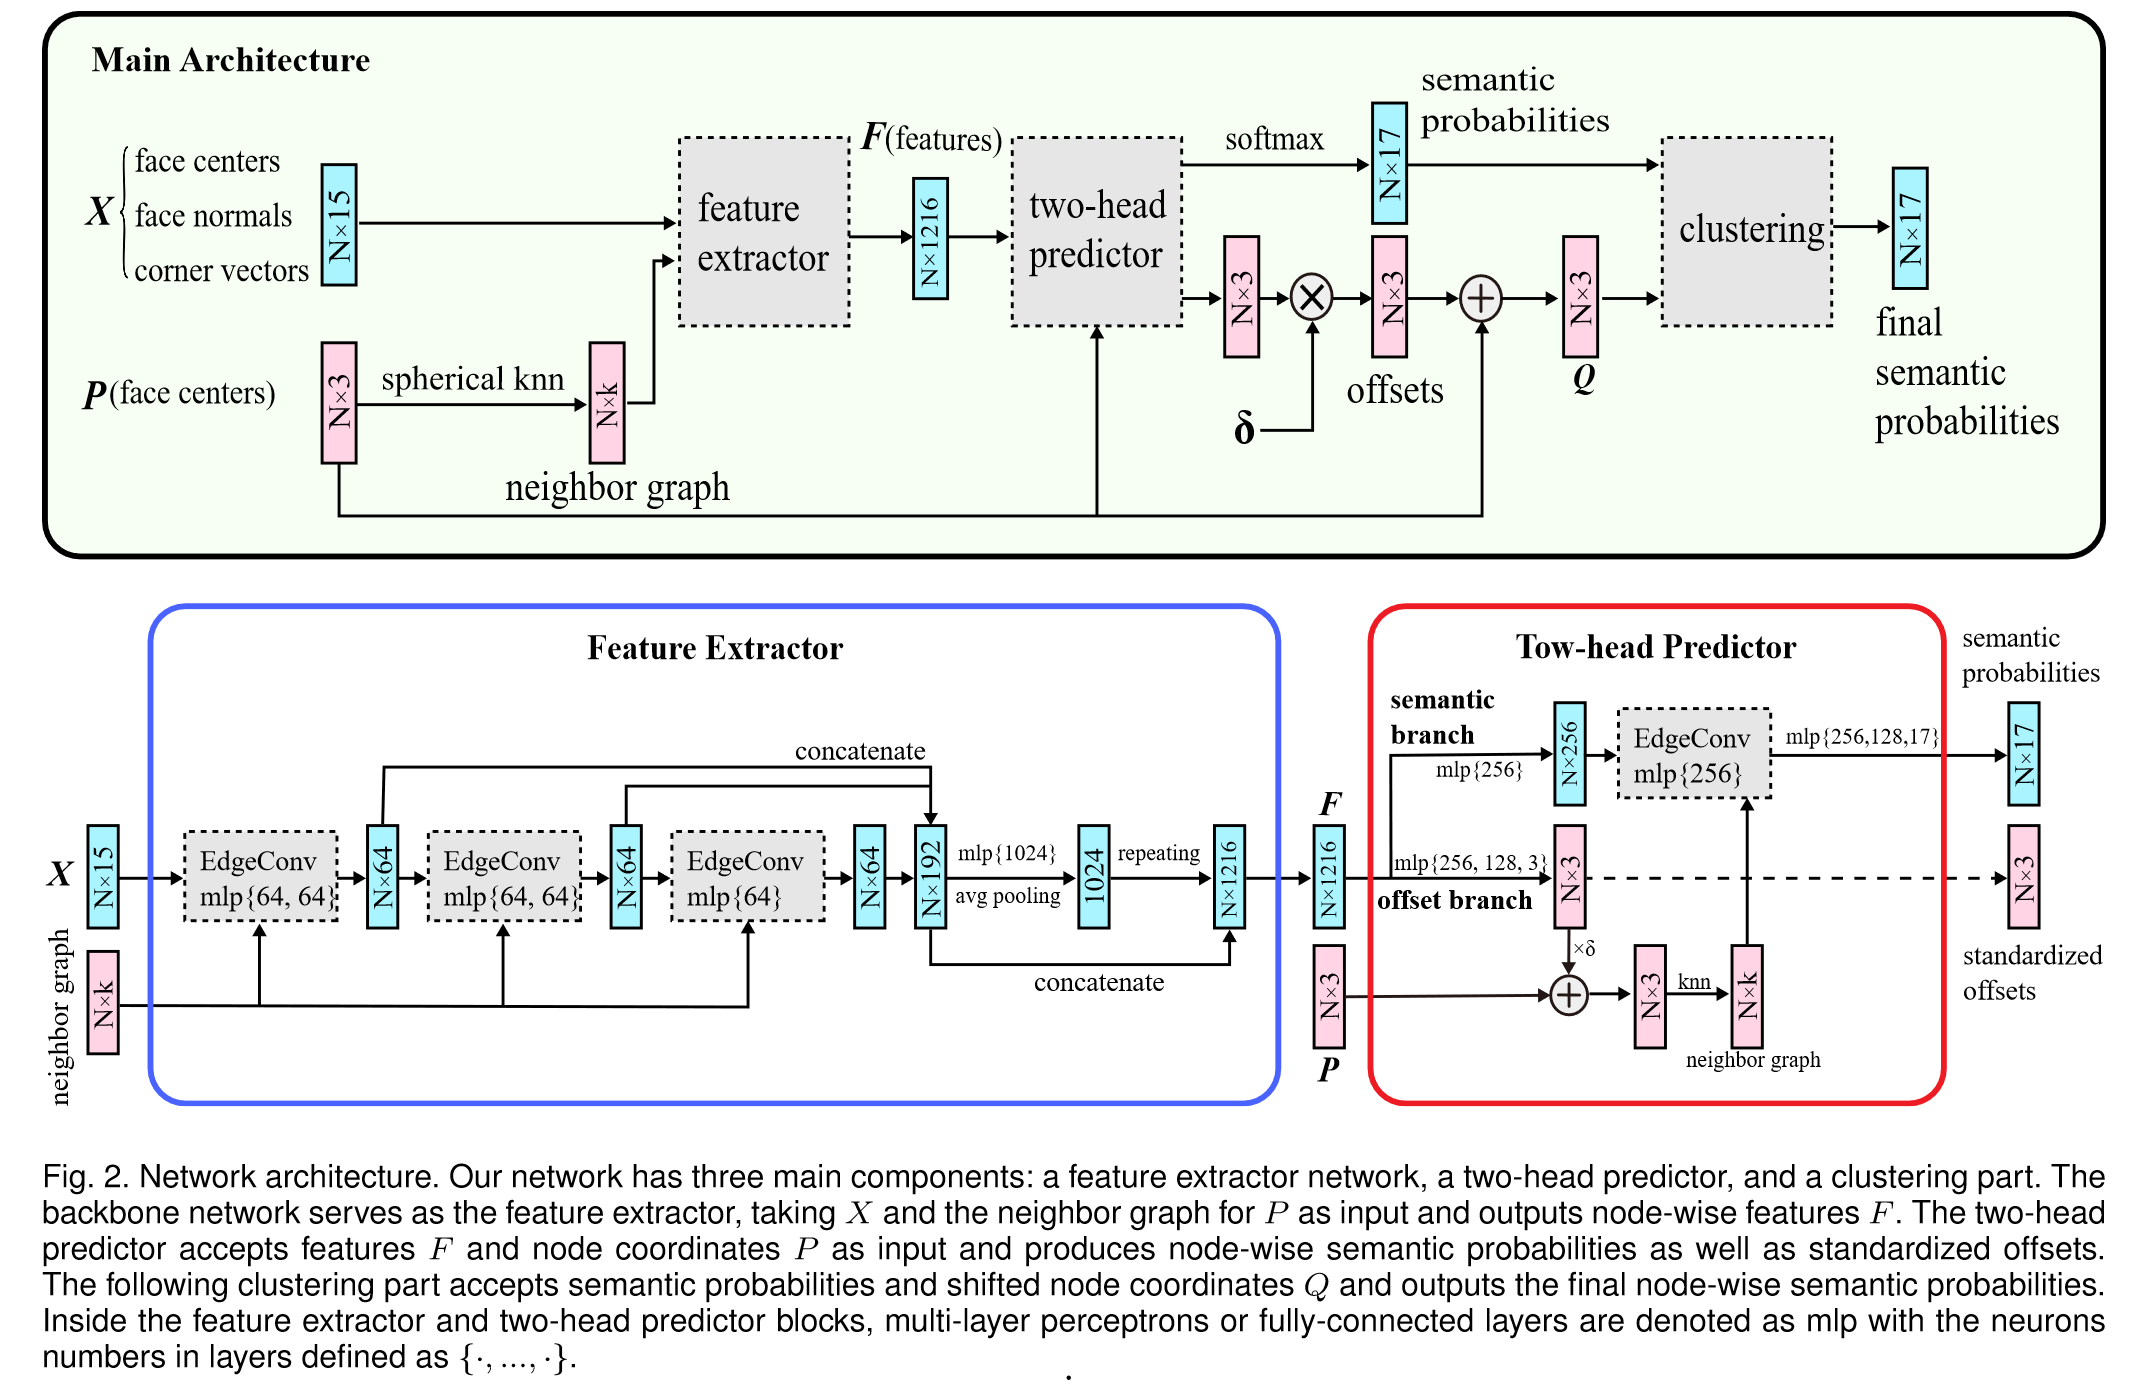 Main Architecture
X
face centers
face normals
corner vectors
N×15
P(face centers)
N×3
spherical knn
N×k
neighbor graph
feature
extractor
F(features)
N×1216
two-head
predictor
softmax
N×17
semantic
probabilities
N×3
δ
N×3
offsets
N×3
Q
clustering
N×17
final
semantic
probabilities
Feature Extractor
X
N×15
neighbor graph
N×k
EdgeConv
mlp{64, 64}
N×64
EdgeConv
mlp{64, 64}
N×64
EdgeConv
mlp{64}
N×64
concatenate
N×192
mlp{1024}
avg pooling
1024
repeating
N×1216
concatenate
F
N×1216
N×3
P
Tow-head Predictor
semantic
branch
mlp{256}
N×256
EdgeConv
mlp{256}
mlp{256,128,17}
semantic
probabilities
N×17
mlp{256, 128, 3}
offset branch
N×3
×δ
N×3
knn
N×k
neighbor graph
N×3
standardized
offsets
Fig. 2. Network architecture. Our network has three main components: a feature extractor network, a two-head predictor, and a clustering part. The
backbone network serves as the feature extractor, taking X and the neighbor graph for P as input and outputs node-wise features F. The two-head
predictor accepts features F and node coordinates P as input and produces node-wise semantic probabilities as well as standardized offsets.
The following clustering part accepts semantic probabilities and shifted node coordinates Q and outputs the final node-wise semantic probabilities.
Inside the feature extractor and two-head predictor blocks, multi-layer perceptrons or fully-connected layers are denoted as mlp with the neurons
numbers in layers defined as {·, ..., ·}.
.